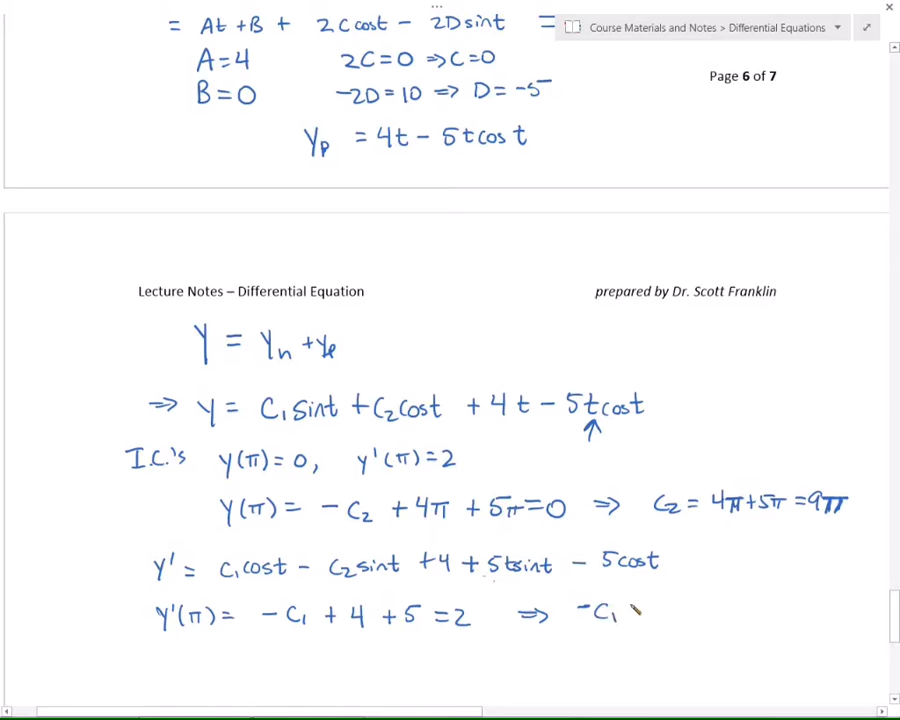 = At + B + 2C cost - 2D sint =
Course Materials and Notes > Differential Equations
A = 4 2C = 0 ⇒ C = 0
Page 6 of 7
B = 0 -2D = 10 ⇒ D = -5
Yp = 4t - 5t cos t
Lecture Notes – Differential Equation prepared by Dr. Scott Franklin
Y = Yn + Yp
⇒ y = C₁ sint + C₂ cost + 4t - 5t cost
I.C.'s y(π) = 0, y'(π) = 2
Y(π) = -C₂ + 4π + 5π = 0 ⇒ C₂ = 4π + 5π = 9π
Y' = C₁ cost - C₂ sint + 4 + 5t sint - 5 cost
Y'(π) = -C₁ + 4 + 5 = 2 ⇒ -C₁